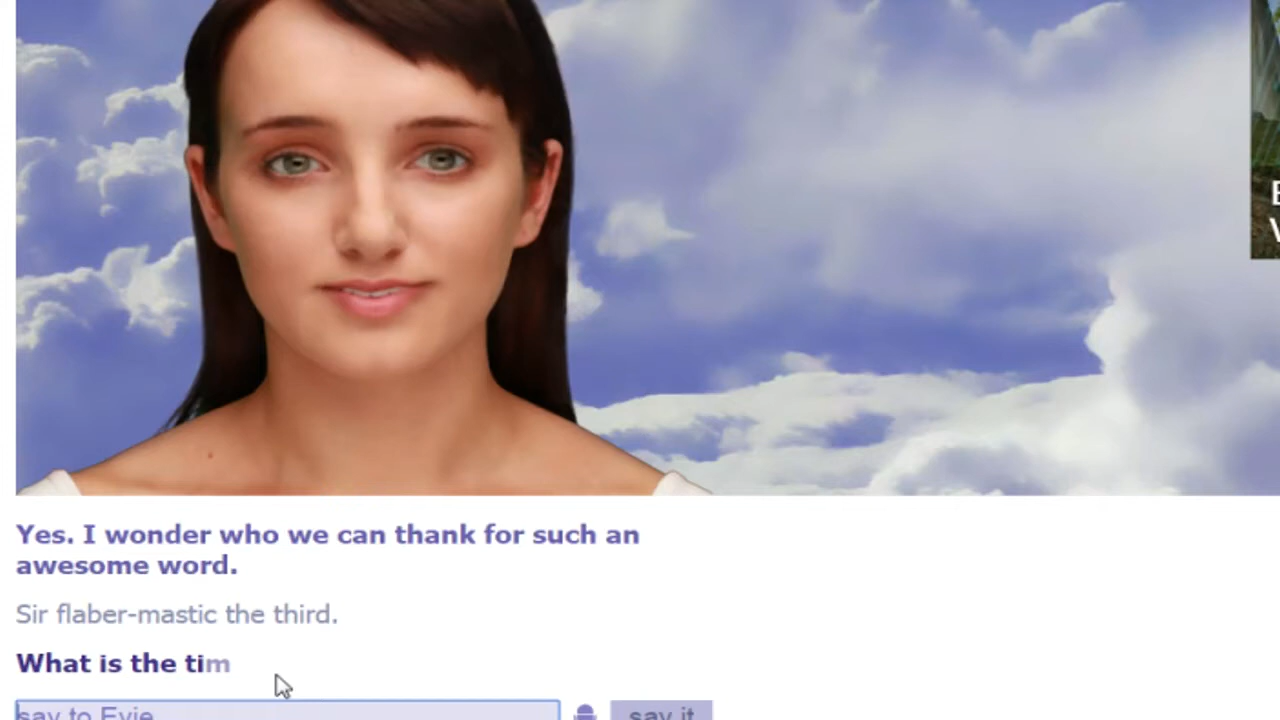 Yes. I wonder who we can thank for such an
awesome word.
Sir flaber-mastic the third.
What is the tim
say to Evie
say it